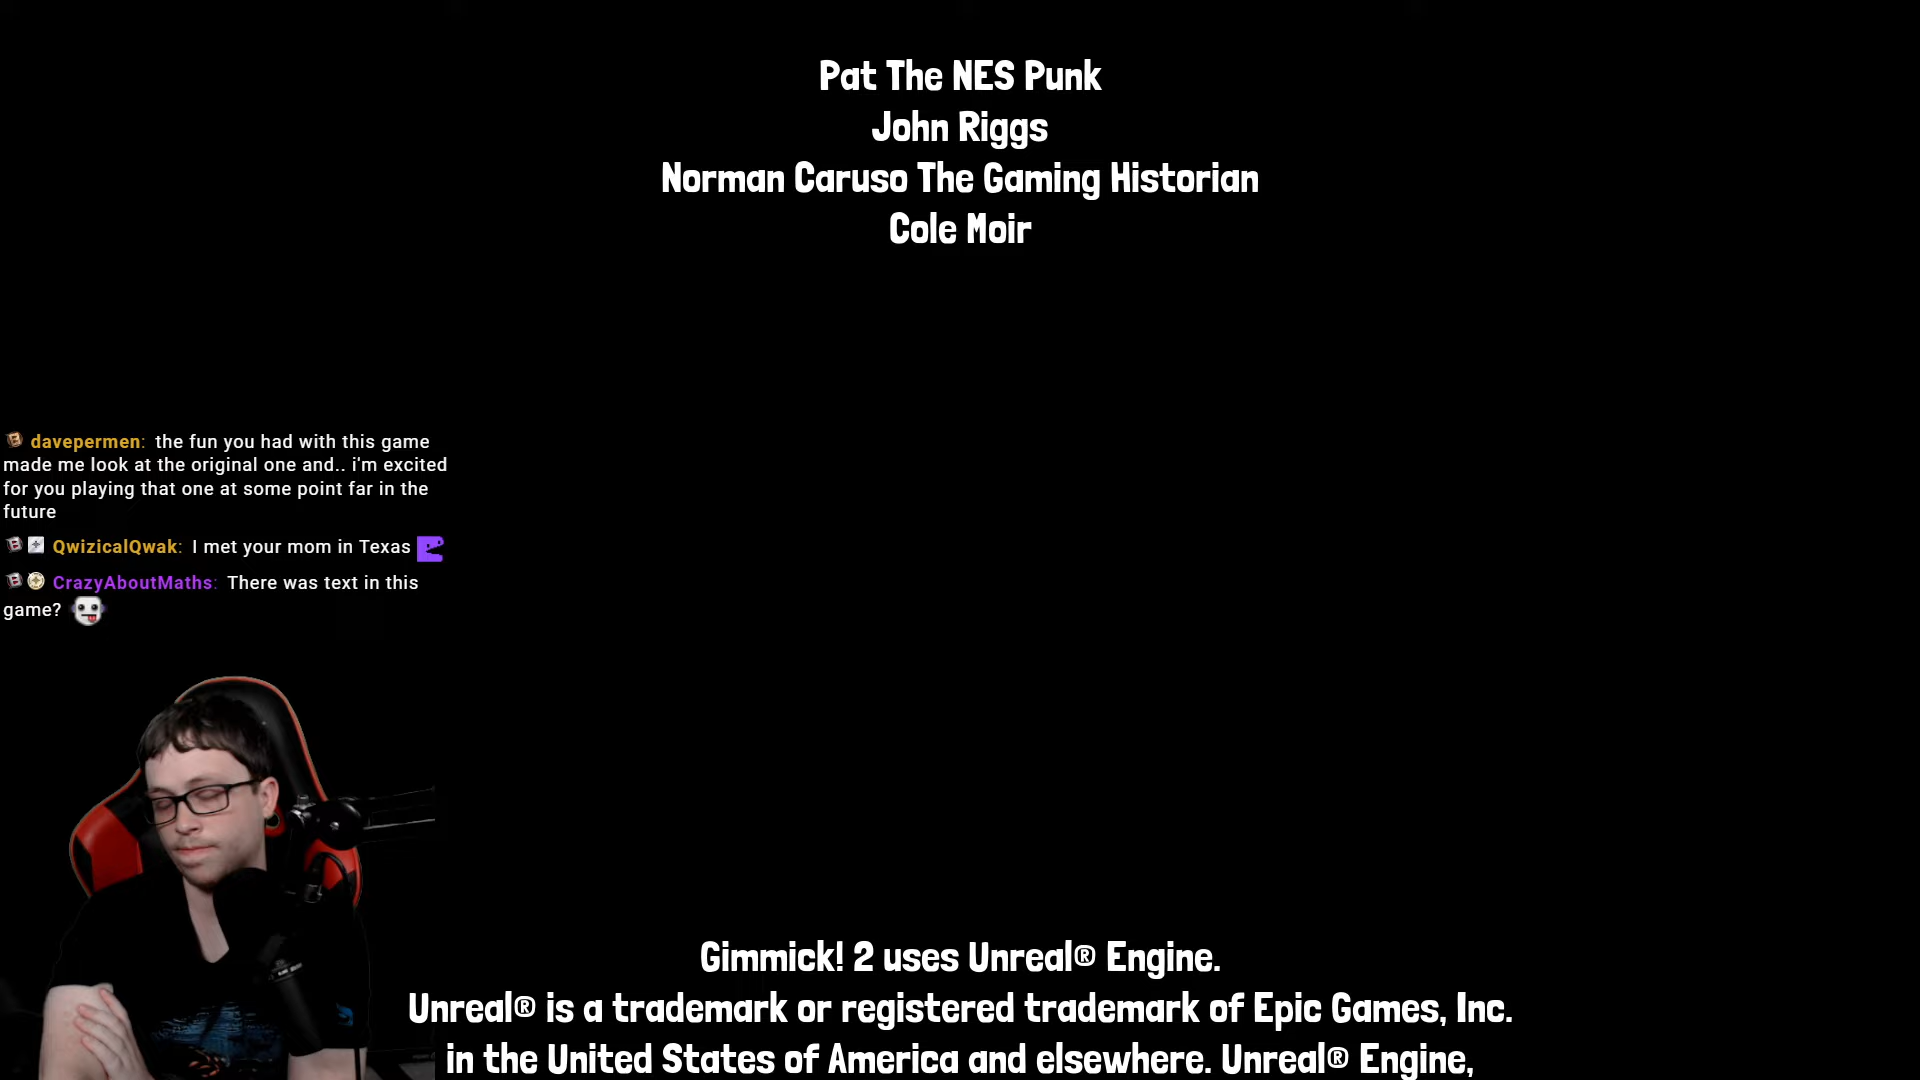 Pat The NES Punk
John Riggs
Norman Caruso The Gaming Historian
Cole Moir
davepermen: the fun you had with this game
made me look at the original one and.. i'm excited
for you playing that one at some point far in the
future
QwizicalQwak: I met your mom in Texas
CrazyAboutMaths: There was text in this
game?
Gimmick! 2 uses Unreal® Engine.
Unreal® is a trademark or registered trademark of Epic Games, Inc.
in the United States of America and elsewhere. Unreal® Engine,